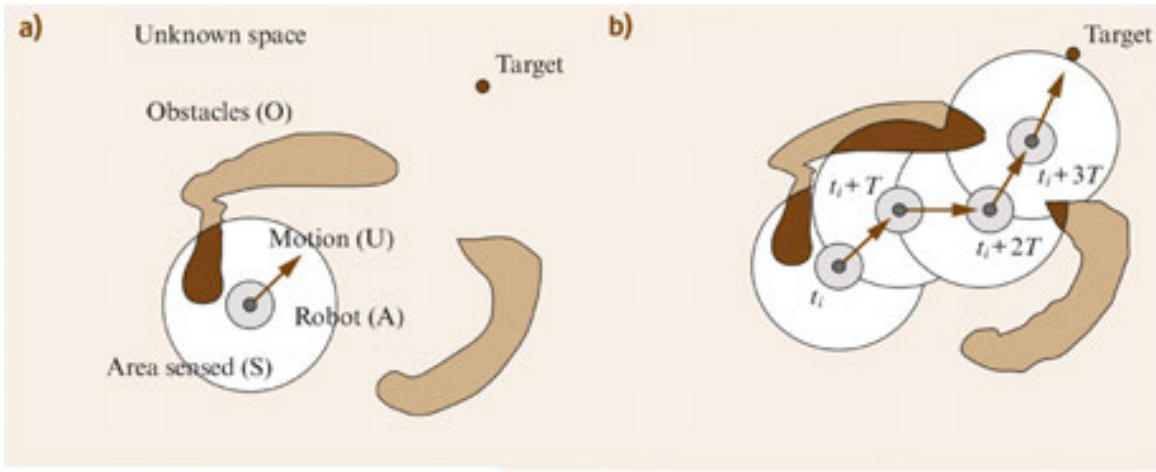 a)
Unknown space
Target
Obstacles (O)
Motion (U)
Robot (A)
Area sensed (S)
b)
Target
t_i + T
t_i + 3T
t_i + 2T
t_i